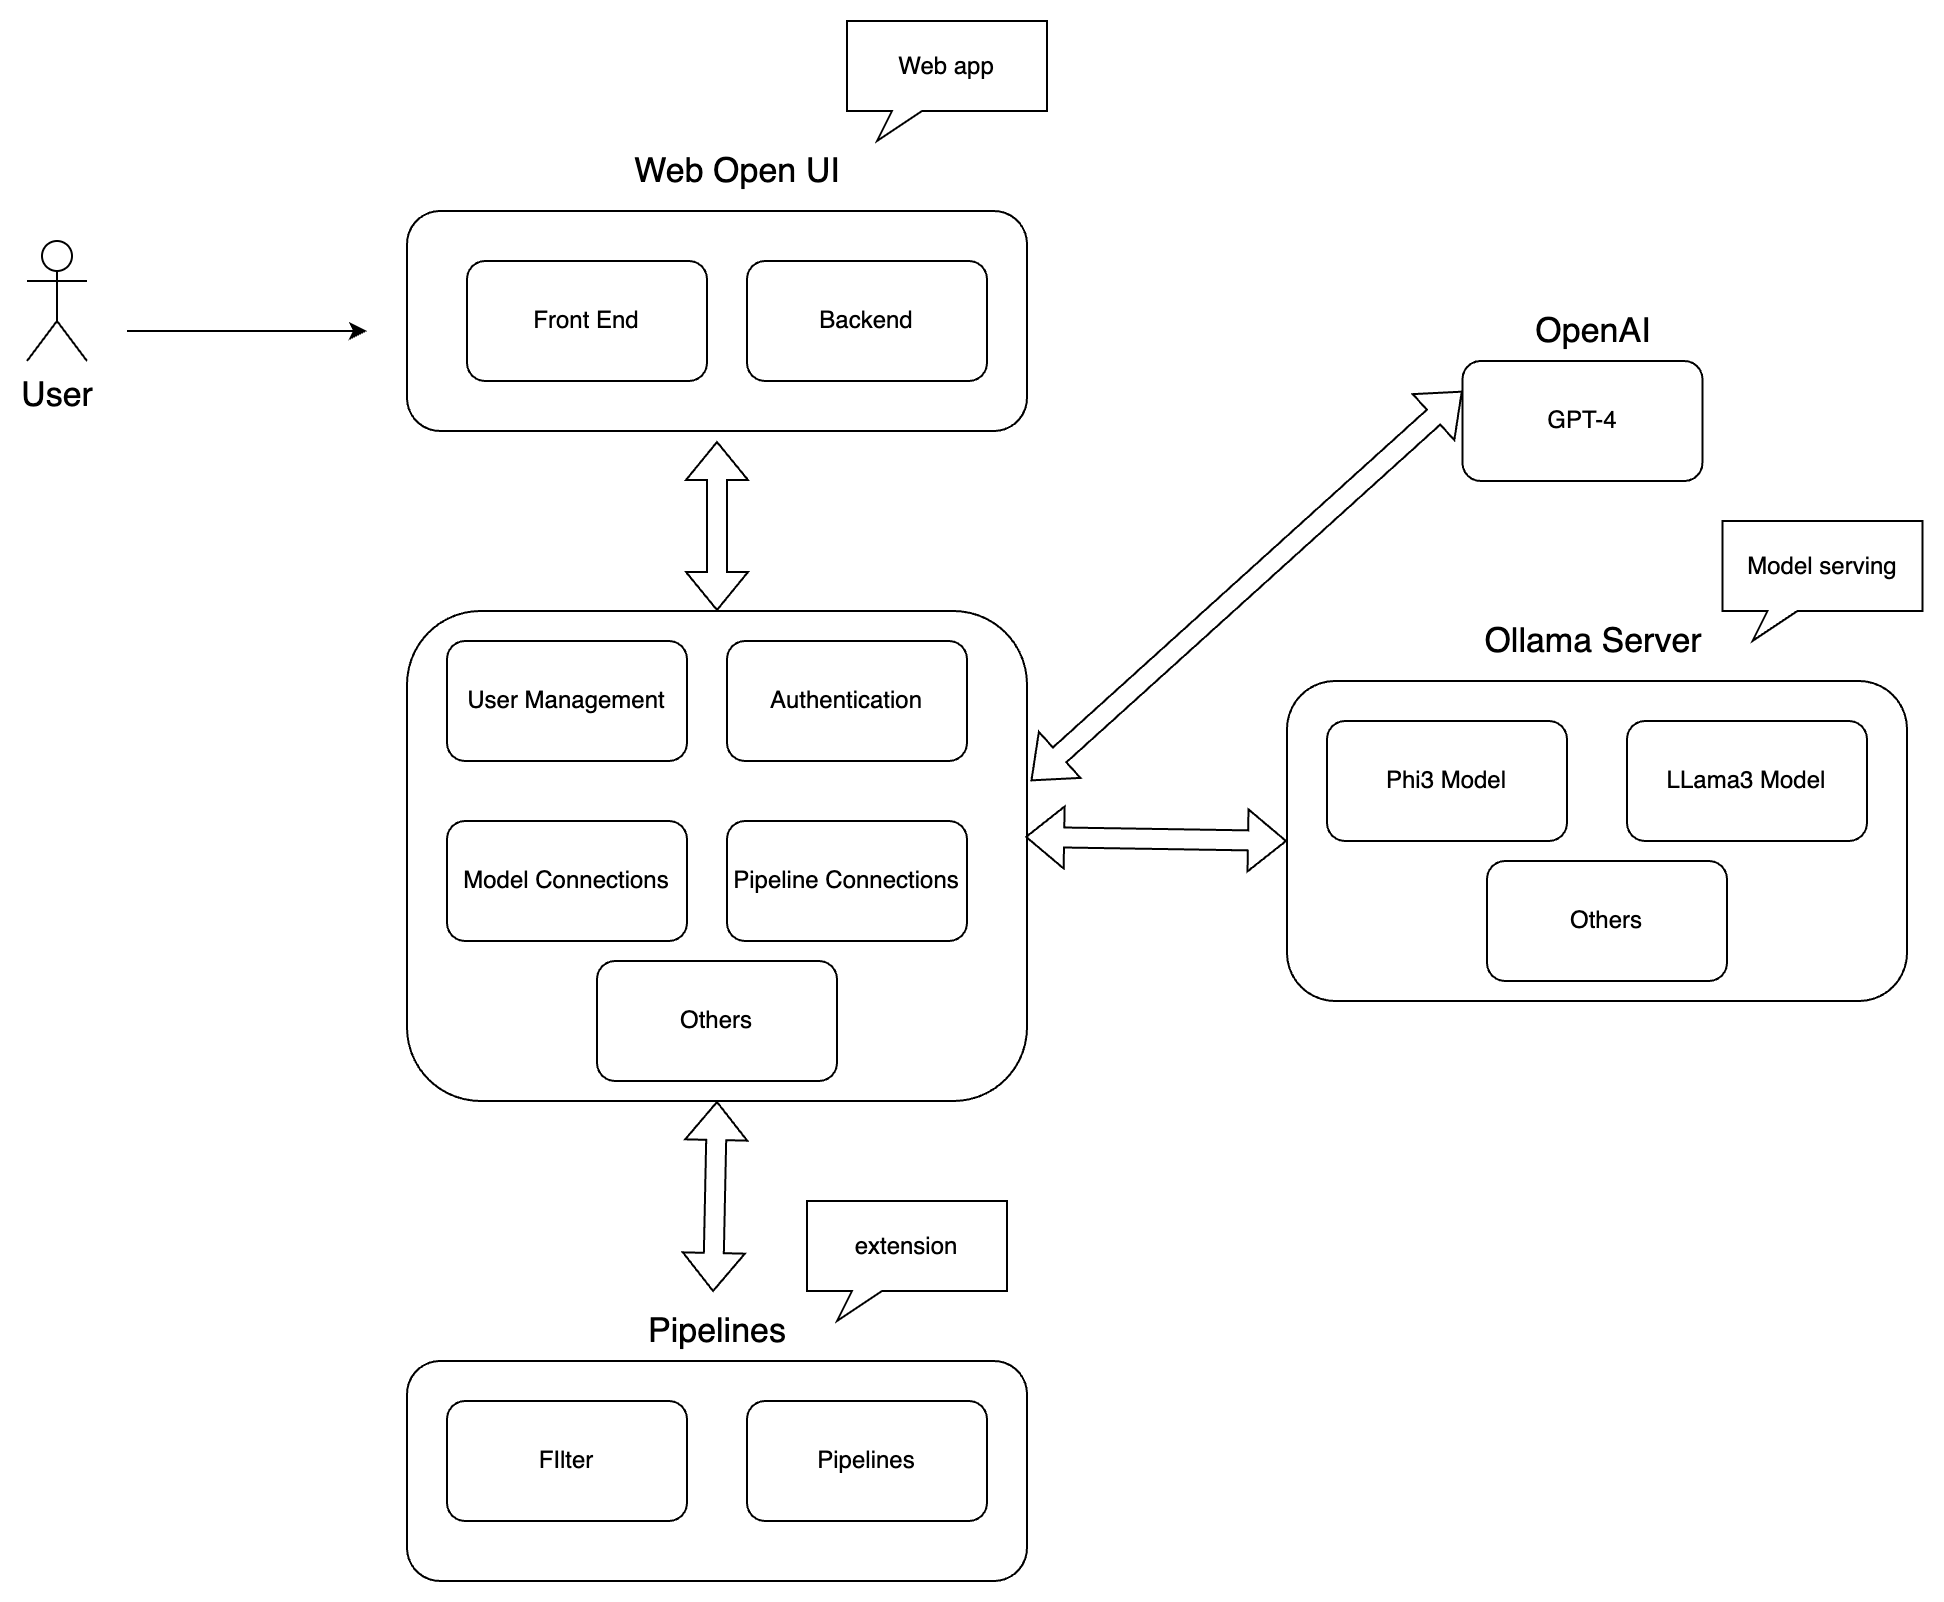 Web app
Web Open UI
Front End
Backend
User
OpenAI
GPT-4
Model serving
Ollama Server
User Management
Authentication
Phi3 Model
LLama3 Model
Model Connections
Pipeline Connections
Others
Others
extension
Pipelines
FIlter
Pipelines